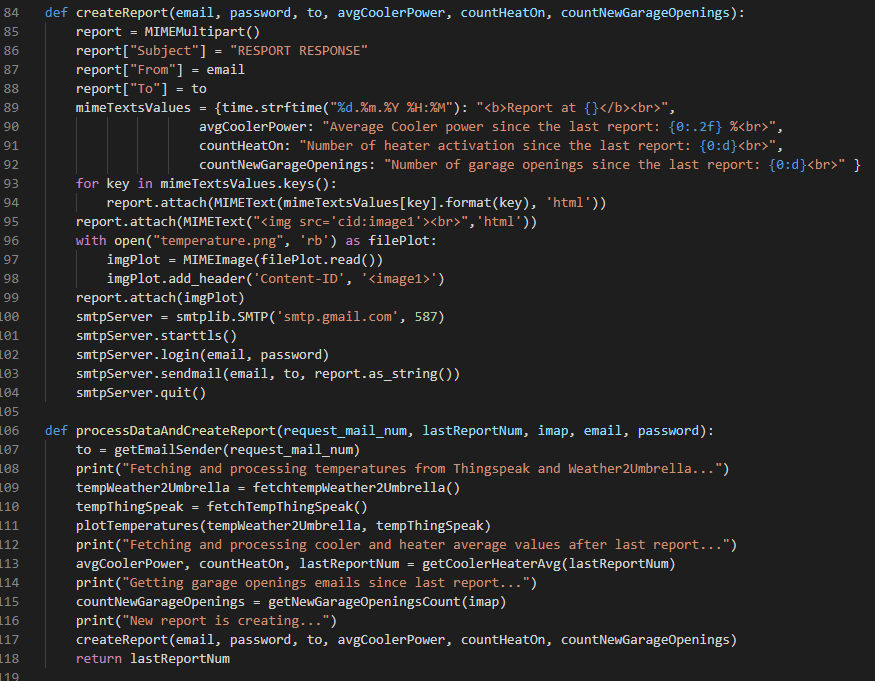 84 def createReport(email, password, to, avgCoolerPower, countHeatOn, countNewGarageOpenings):
85     report = MIMEMultipart()
86     report["Subject"] = "RESPORT RESPONSE"
87     report["From"] = email
88     report["To"] = to
89     mimeTextsValues = {time.strftime("%d.%m.%Y %H:%M"): "<b>Report at {}</b><br>",
90                     avgCoolerPower: "Average Cooler power since the last report: {0:.2f} %<br>",
91                     countHeatOn: "Number of heater activation since the last report: {0:d}<br>",
92                     countNewGarageOpenings: "Number of garage openings since the last report: {0:d}<br>" }
93     for key in mimeTextsValues.keys():
94         report.attach(MIMEText(mimeTextsValues[key].format(key), 'html'))
95     report.attach(MIMEText("<img src='cid:image1'><br>",'html'))
96     with open("temperature.png", 'rb') as filePlot:
97         imgPlot = MIMEImage(filePlot.read())
98         imgPlot.add_header('Content-ID', '<image1>')
99     report.attach(imgPlot)
100     smtpServer = smtplib.SMTP('smtp.gmail.com', 587)
101     smtpServer.starttls()
102     smtpServer.login(email, password)
103     smtpServer.sendmail(email, to, report.as_string())
104     smtpServer.quit()
105
106 def processDataAndCreateReport(request_mail_num, lastReportNum, imap, email, password):
107     to = getEmailSender(request_mail_num)
108     print("Fetching and processing temperatures from Thingspeak and Weather2Umbrella...")
109     tempWeather2Umbrella = fetchtempWeather2Umbrella()
110     tempThingSpeak = fetchTempThingSpeak()
111     plotTemperatures(tempWeather2Umbrella, tempThingSpeak)
112     print("Fetching and processing cooler and heater average values after last report...")
113     avgCoolerPower, countHeatOn, lastReportNum = getCoolerHeaterAvg(lastReportNum)
114     print("Getting garage openings emails since last report...")
115     countNewGarageOpenings = getNewGarageOpeningsCount(imap)
116     print("New report is creating...")
117     createReport(email, password, to, avgCoolerPower, countHeatOn, countNewGarageOpenings)
118     return lastReportNum
119